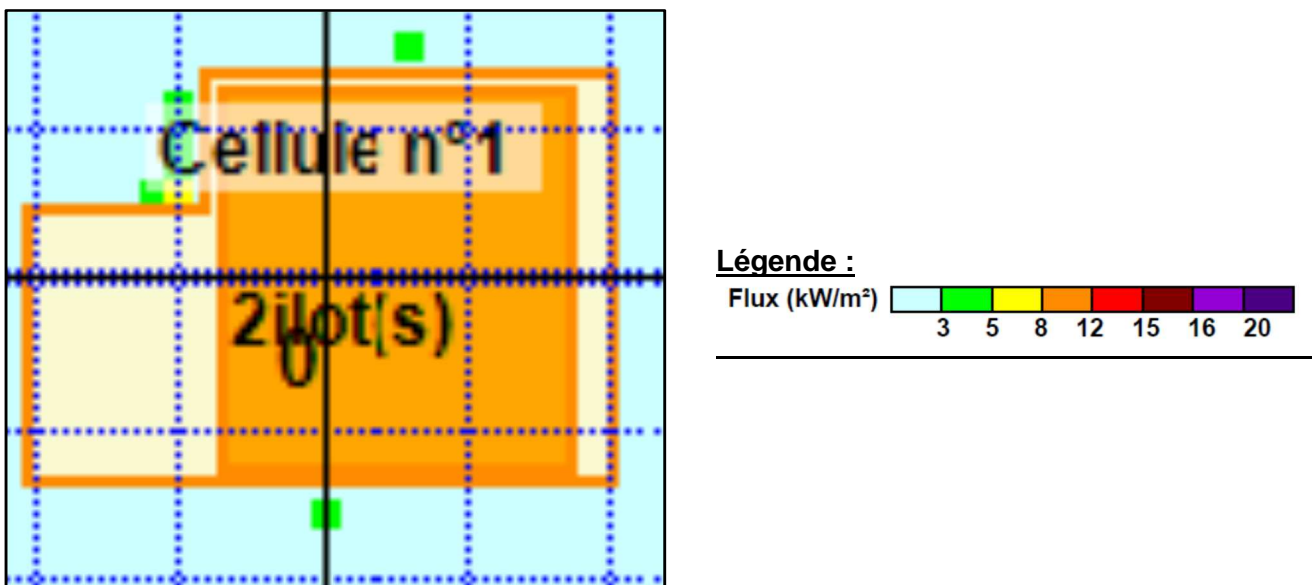 Cellule n°1
2ilot(s)
0
Légende :
Flux (kW/m²)
3 5 8 12 15 16 20